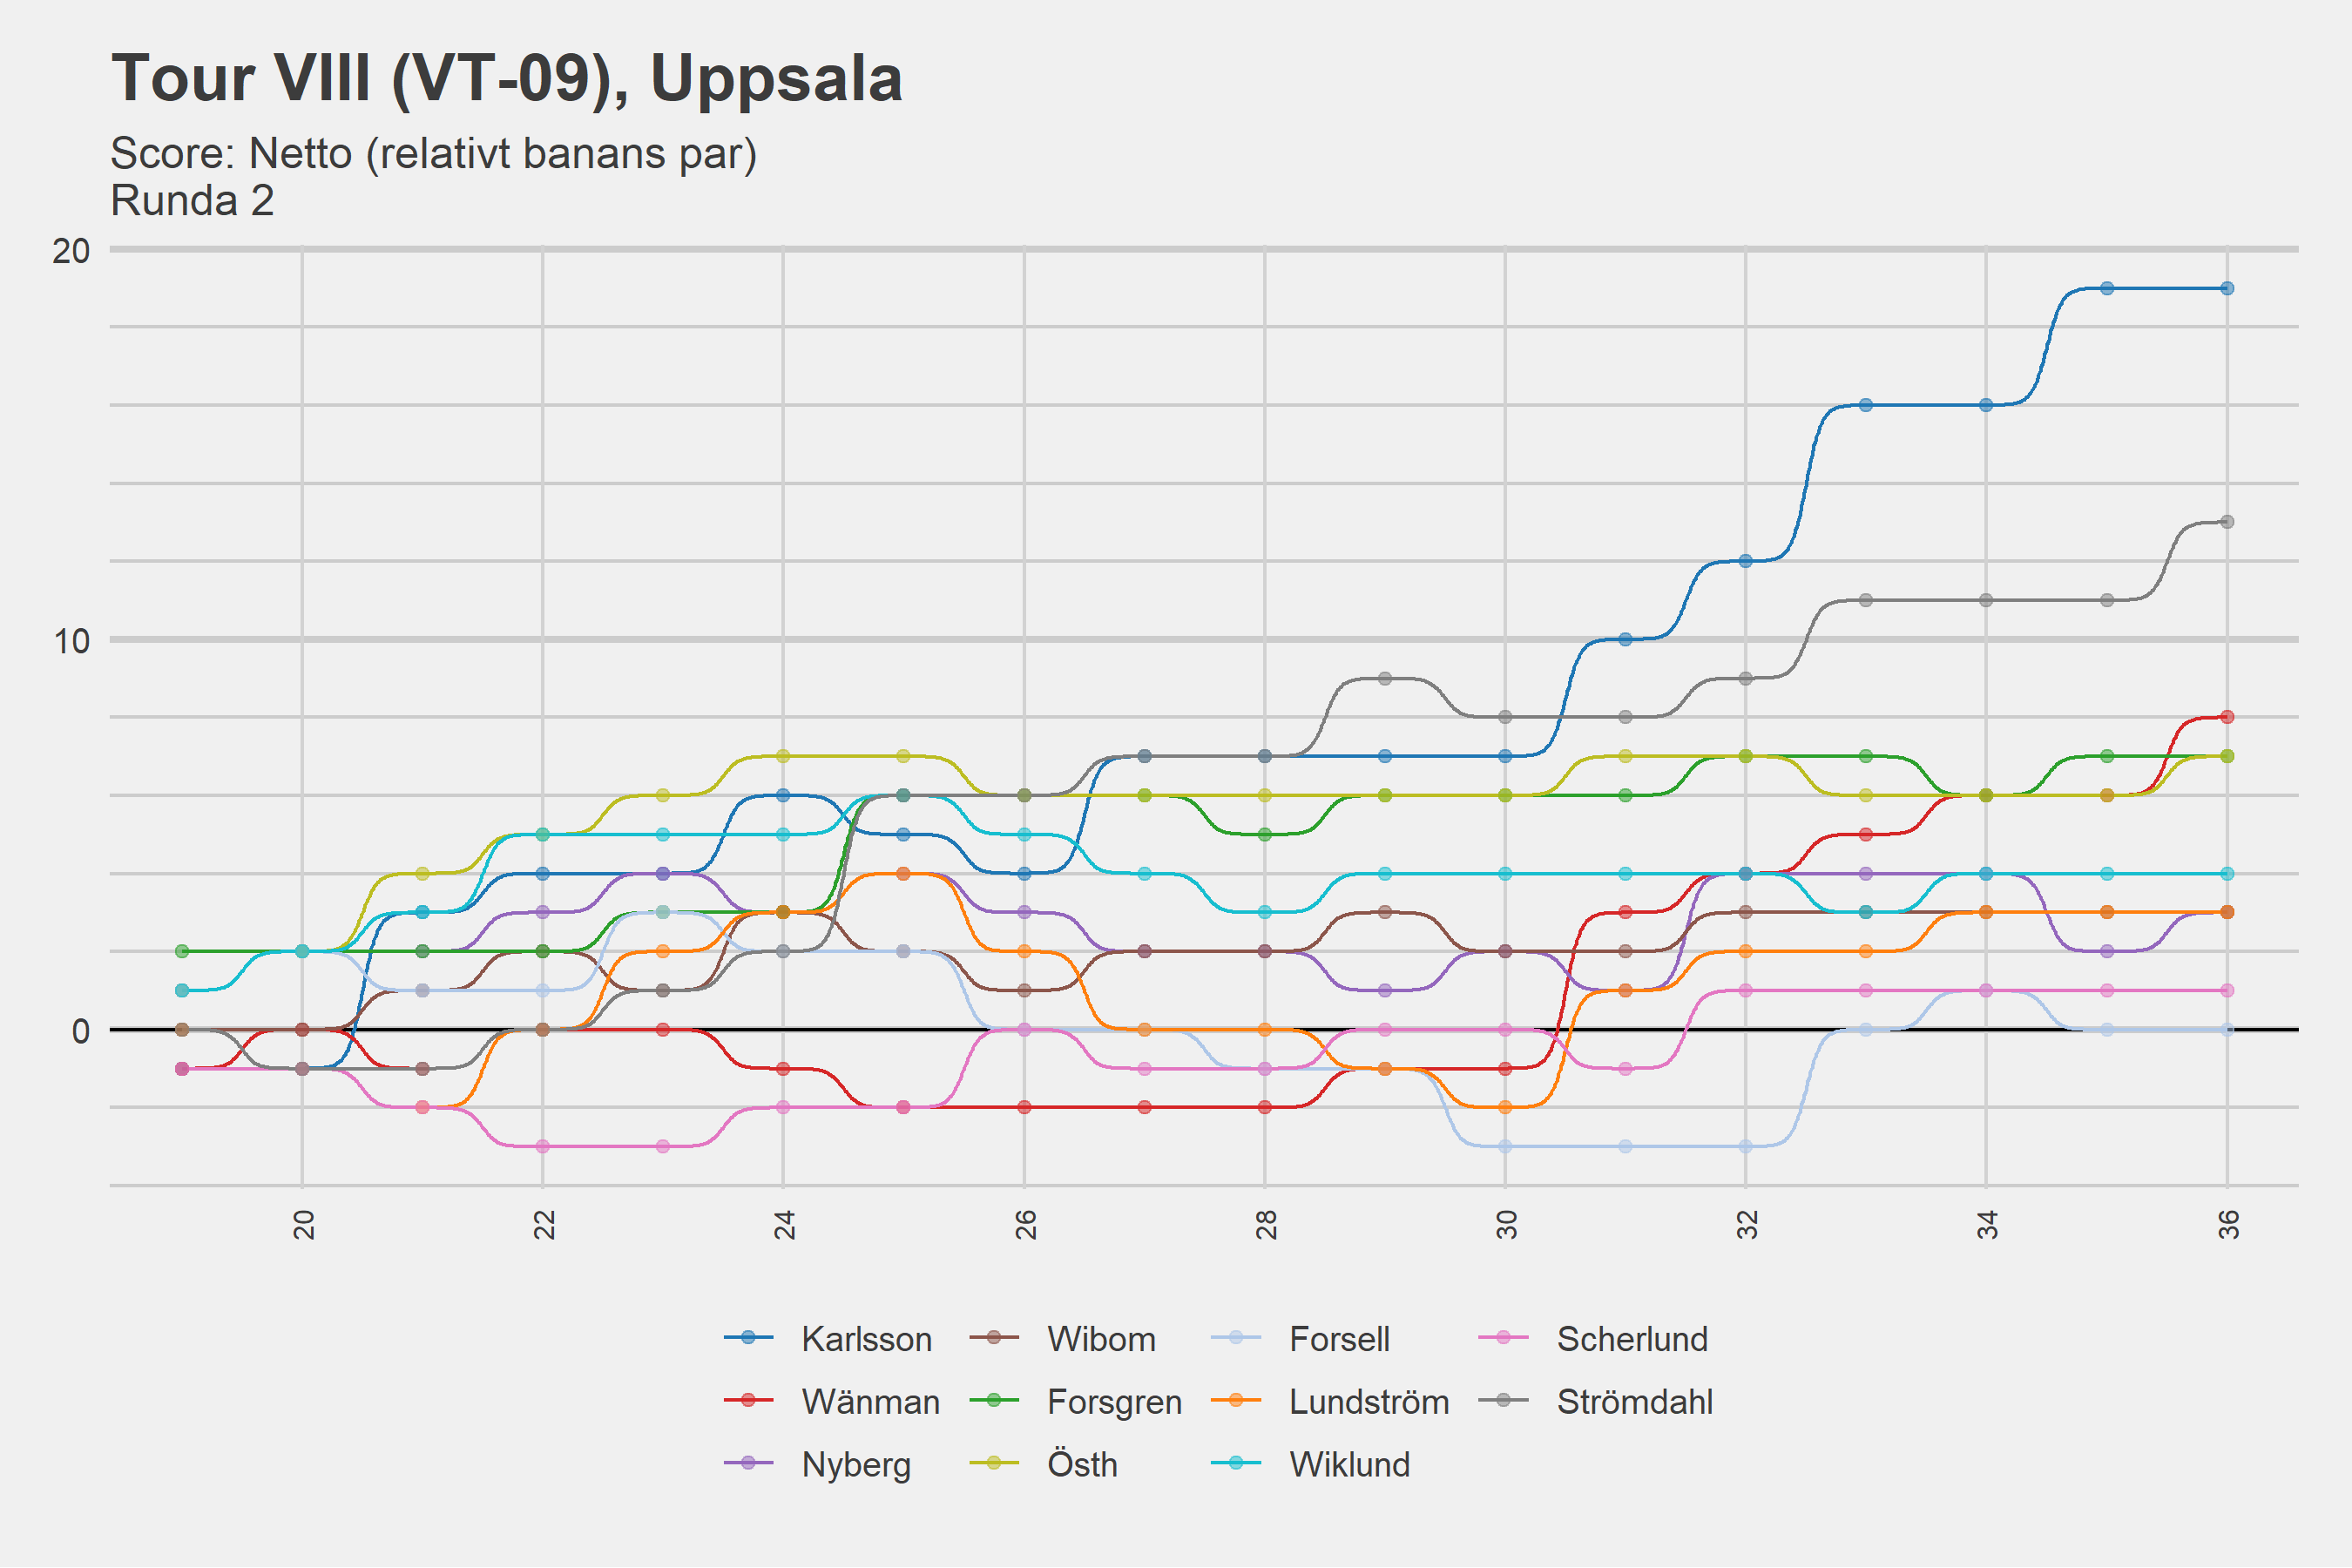 Tour VIII (VT-09), Uppsala
Score: Netto (relativt banans par)
Runda 2
20
10
0
20 22 24 26 28 30 32 34 36
Karlsson Wibom Forsell Scherlund
Wänman Forsgren Lundström Strömdahl
Nyberg Östh Wiklund